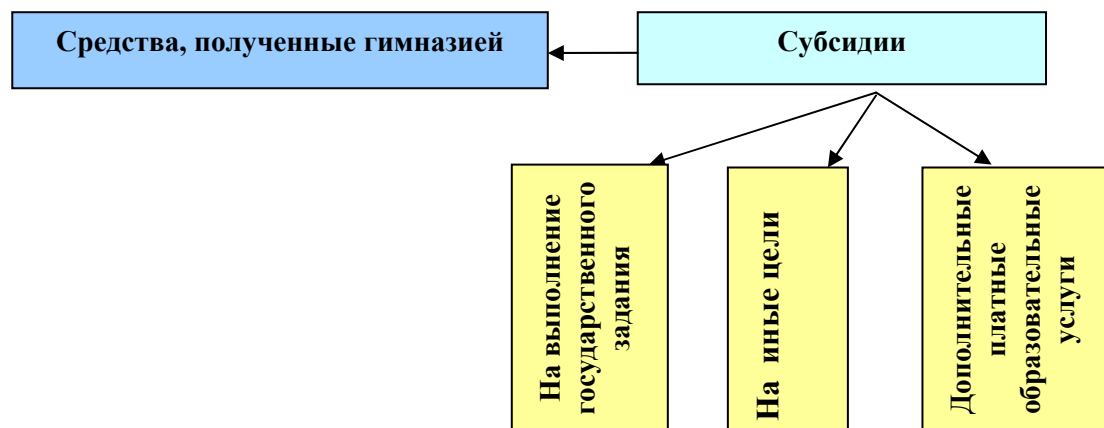 Средства, полученные гимназией
Субсидии
На выполнение
государственного
задания
На иные цели
Дополнительные
платные
образовательные
услуги